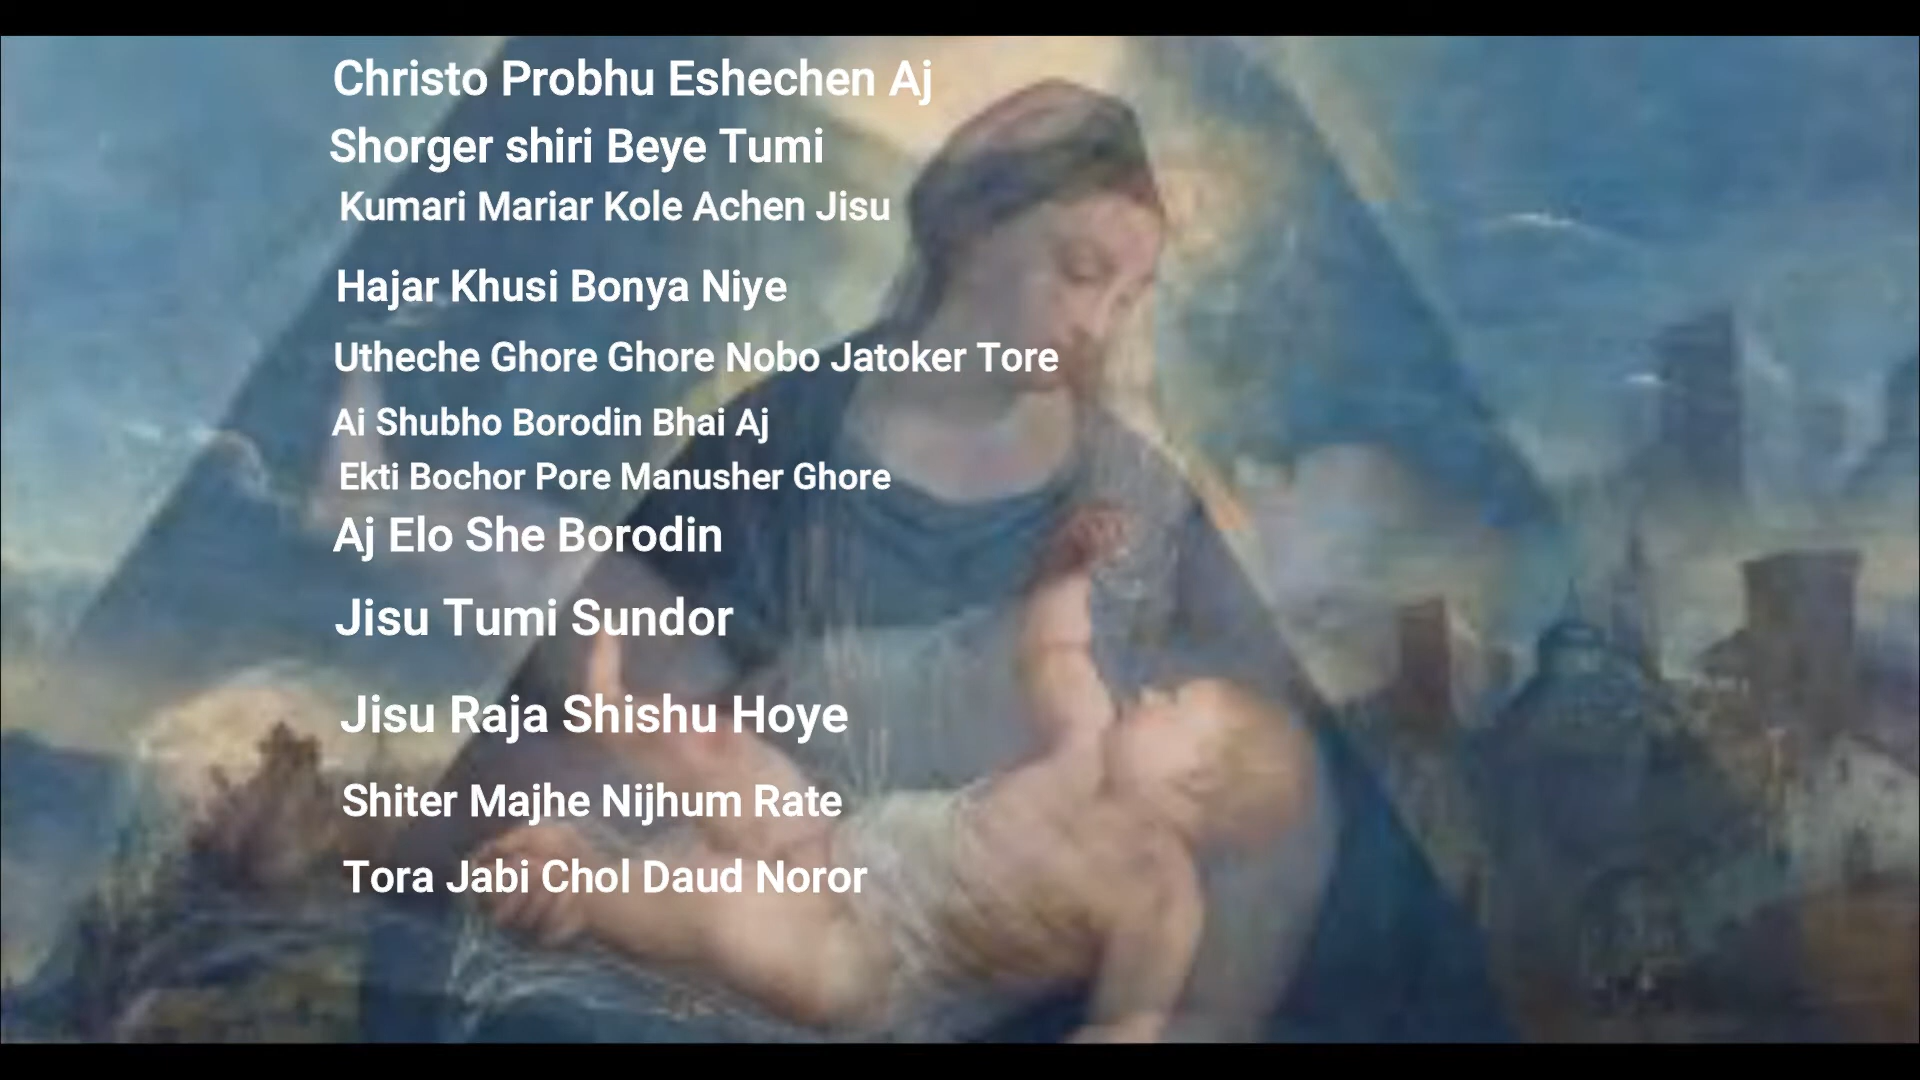 Christo Probhu Eshechen Aj
Shorger shiri Beye Tumi
Kumari Mariar Kole Achen Jisu
Hajar Khusi Bonya Niye
Utheche Ghore Ghore Nobo Jatoker Tore
Ai Shubho Borodin Bhai Aj
Ekti Bochor Pore Manusher Ghore
Aj Elo She Borodin
Jisu Tumi Sundor
Jisu Raja Shishu Hoye
Shiter Majhe Nijhum Rate
Tora Jabi Chol Daud Noror